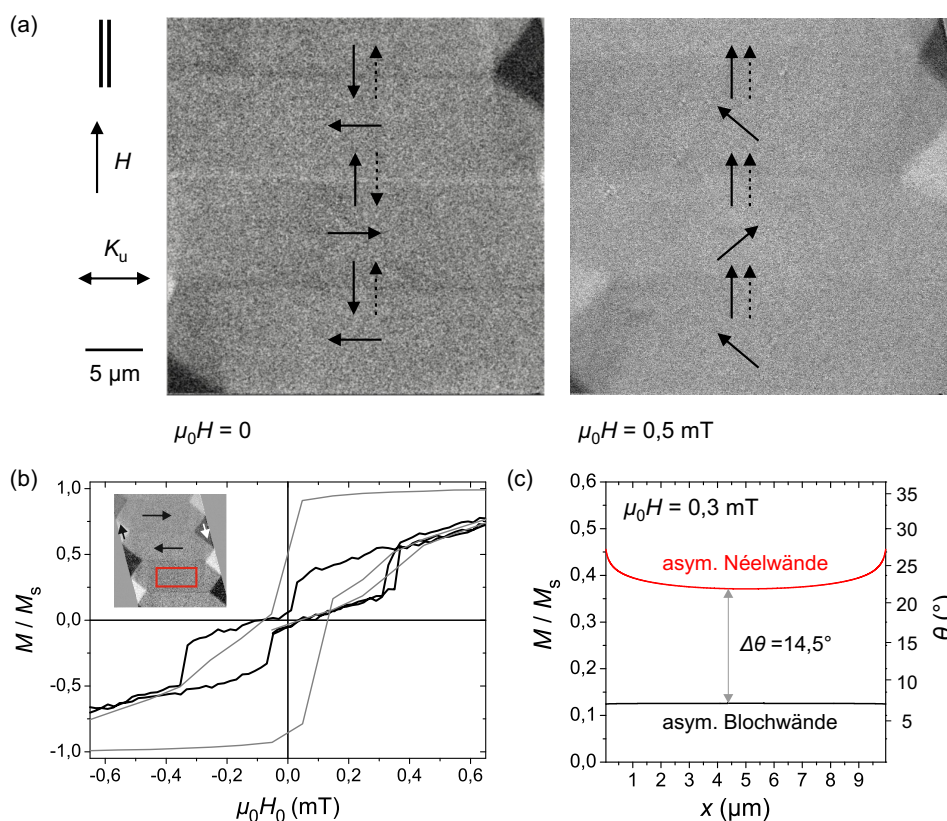 (a)
H
Kᵤ
5 µm
µ₀H = 0
µ₀H = 0,5 mT
(b)
1,0
0,5
0,0
-0,5
-1,0
M / Mₛ
-0,6 -0,4 -0,2 0,0 0,2 0,4 0,6
µ₀H₀ (mT)
(c)
0,6
0,5
0,4
0,3
0,2
0,1
0,0
M / Mₛ
µ₀H = 0,3 mT
asym. Néelwände
Δθ =14,5°
asym. Blochwände
35
30
25
20
15
10
5
θ (°)
1 2 3 4 5 6 7 8 9
x (µm)